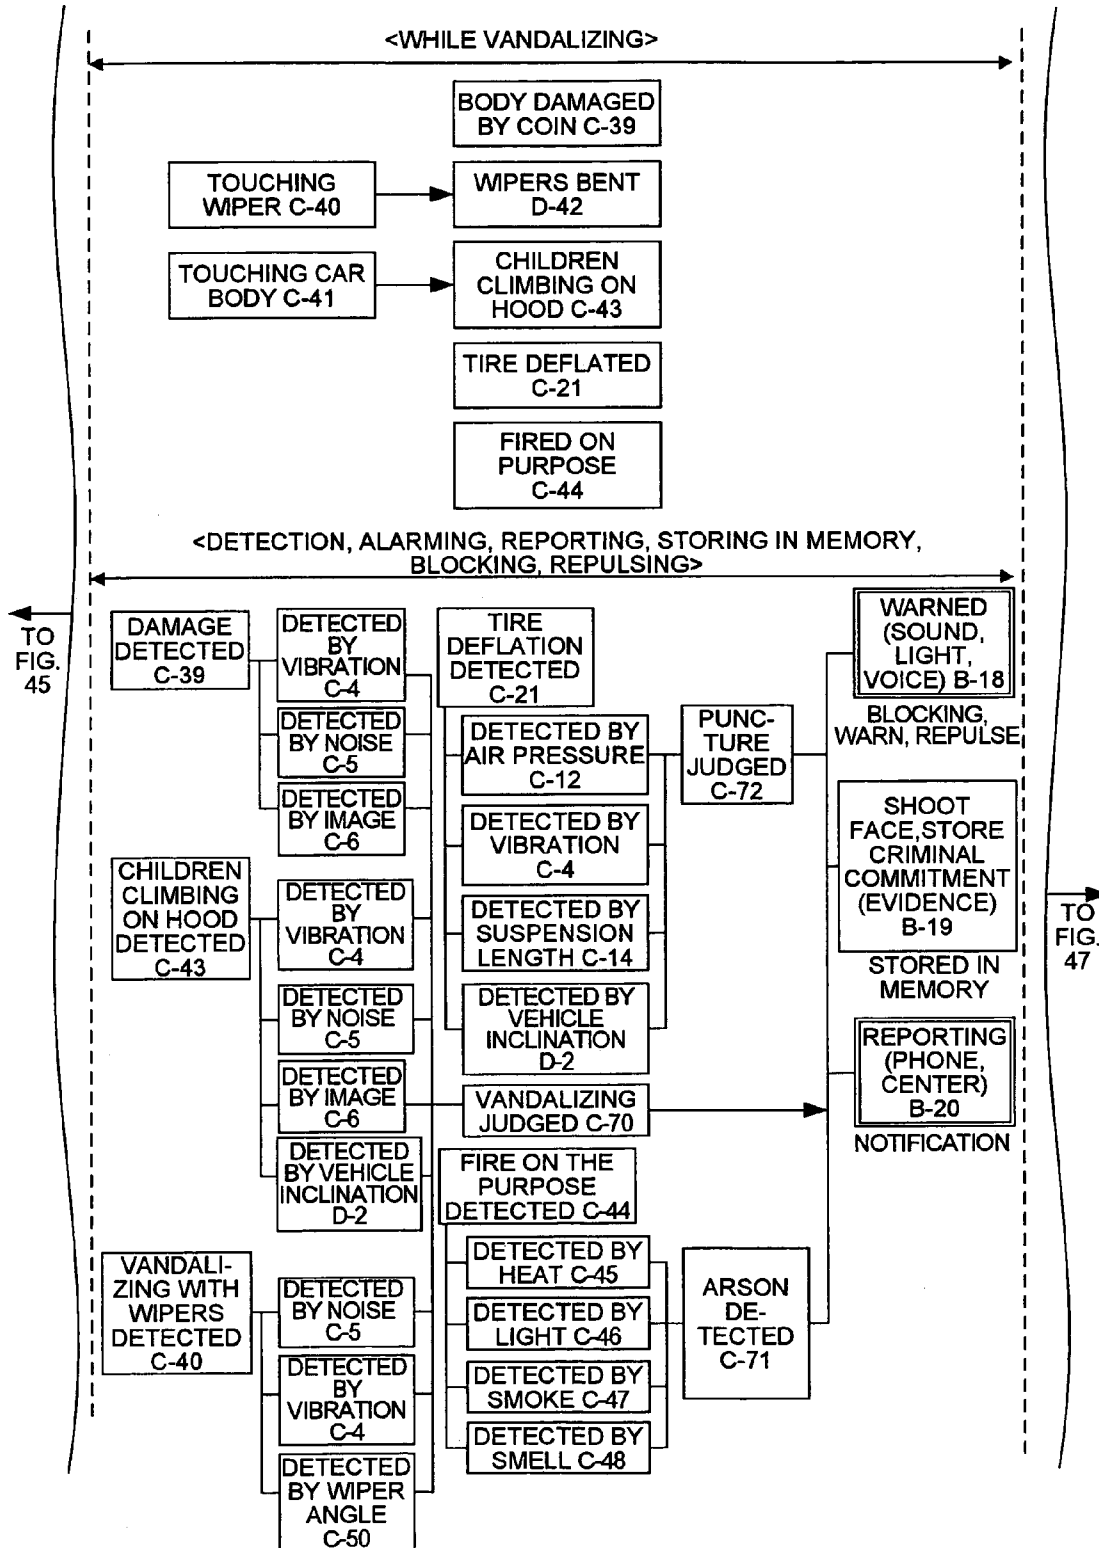 <WHILE VANDALIZING>
BODY DAMAGED
BY COIN C-39
TOUCHING
WIPER C-40
WIPERS BENT
D-42
TOUCHING CAR
BODY C-41
CHILDREN
CLIMBING ON
HOOD C-43
TIRE DEFLATED
C-21
FIRED ON
PURPOSE
C-44
<DETECTION, ALARMING, REPORTING, STORING IN MEMORY,
BLOCKING, REPULSING>
TO
FIG.
45
DAMAGE
DETECTED
C-39
DETECTED
BY
VIBRATION
C-4
DETECTED
BY NOISE
C-5
DETECTED
BY IMAGE
C-6
CHILDREN
CLIMBING
ON HOOD
DETECTED
C-43
DETECTED
BY
VIBRATION
C-4
DETECTED
BY NOISE
C-5
DETECTED
BY IMAGE
C-6
DETECTED
BY VEHICLE
INCLINATION
D-2
VANDALI-
ZING WITH
WIPERS
DETECTED
C-40
DETECTED
BY NOISE
C-5
DETECTED
BY
VIBRATION
C-4
DETECTED
BY WIPER
ANGLE
C-50
TIRE
DEFLATION
DETECTED
C-21
DETECTED BY
AIR PRESSURE
C-12
DETECTED BY
VIBRATION
C-4
DETECTED BY
SUSPENSION
LENGTH C-14
DETECTED BY
VEHICLE
INCLINATION
D-2
PUNC-
TURE
JUDGED
C-72
VANDALIZING
JUDGED C-70
FIRE ON THE
PURPOSE
DETECTED C-44
DETECTED BY
HEAT C-45
DETECTED BY
LIGHT C-46
DETECTED BY
SMOKE C-47
DETECTED BY
SMELL C-48
ARSON
DE-
TECTED
C-71
WARNED
(SOUND,
LIGHT,
VOICE) B-18
BLOCKING,
WARN, REPULSE
SHOOT
FACE,STORE
CRIMINAL
COMMITMENT
(EVIDENCE)
B-19
STORED IN
MEMORY
REPORTING
(PHONE,
CENTER)
B-20
NOTIFICATION
TO
FIG.
47